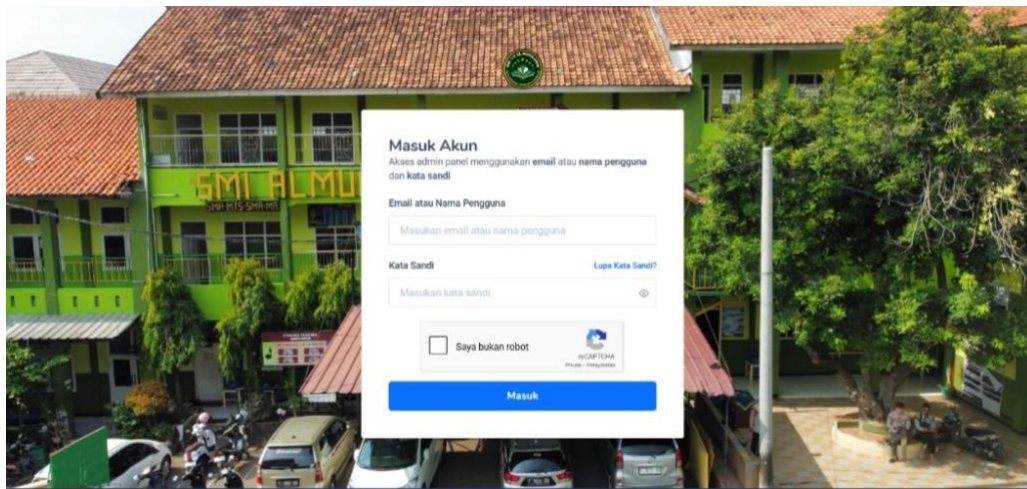 SMI ALMU
SMP MTS SMA MA
Masuk Akun
Akses admin panel menggunakan email atau nama pengguna
dan kata sandi
Email atau Nama Pengguna
Masukan email atau nama pengguna
Kata Sandi
Lupa Kata Sandi?
Masukan kata sandi
Saya bukan robot
reCAPTCHA
Privasi - Persyaratan
Masuk